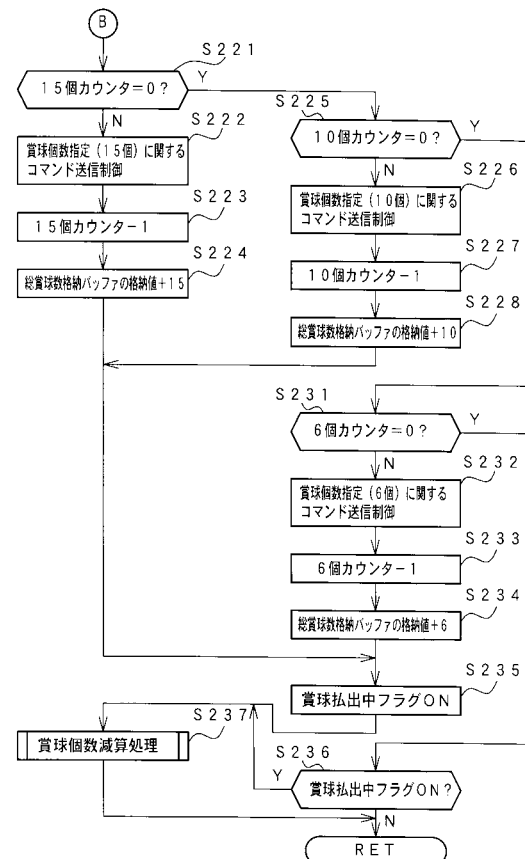 B
S221
15個カウンタ=0?
Y
N
S222
賞球個数指定(15個)に関する
コマンド送信制御
S223
15個カウンター1
S224
総賞球数格納バッファの格納値+15
S225
10個カウンタ=0?
Y
N
S226
賞球個数指定(10個)に関する
コマンド送信制御
S227
10個カウンター1
S228
総賞球数格納バッファの格納値+10
S231
6個カウンタ=0?
Y
N
S232
賞球個数指定(6個)に関する
コマンド送信制御
S233
6個カウンター1
S234
総賞球数格納バッファの格納値+6
S235
賞球払出中フラグON
S237
賞球個数減算処理
S236
賞球払出中フラグON?
Y
N
RET